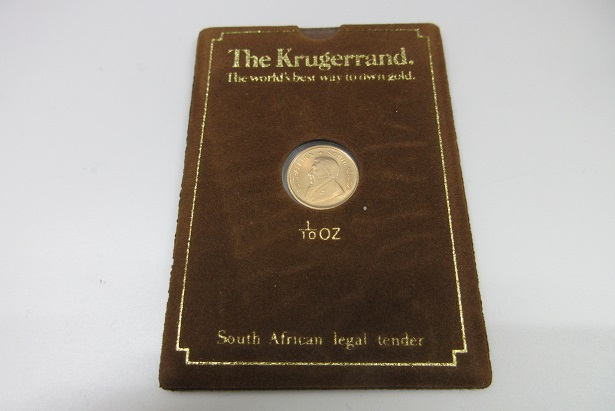 The Krugerrand.
The world's best way to own gold.
1/10 OZ
South African legal tender